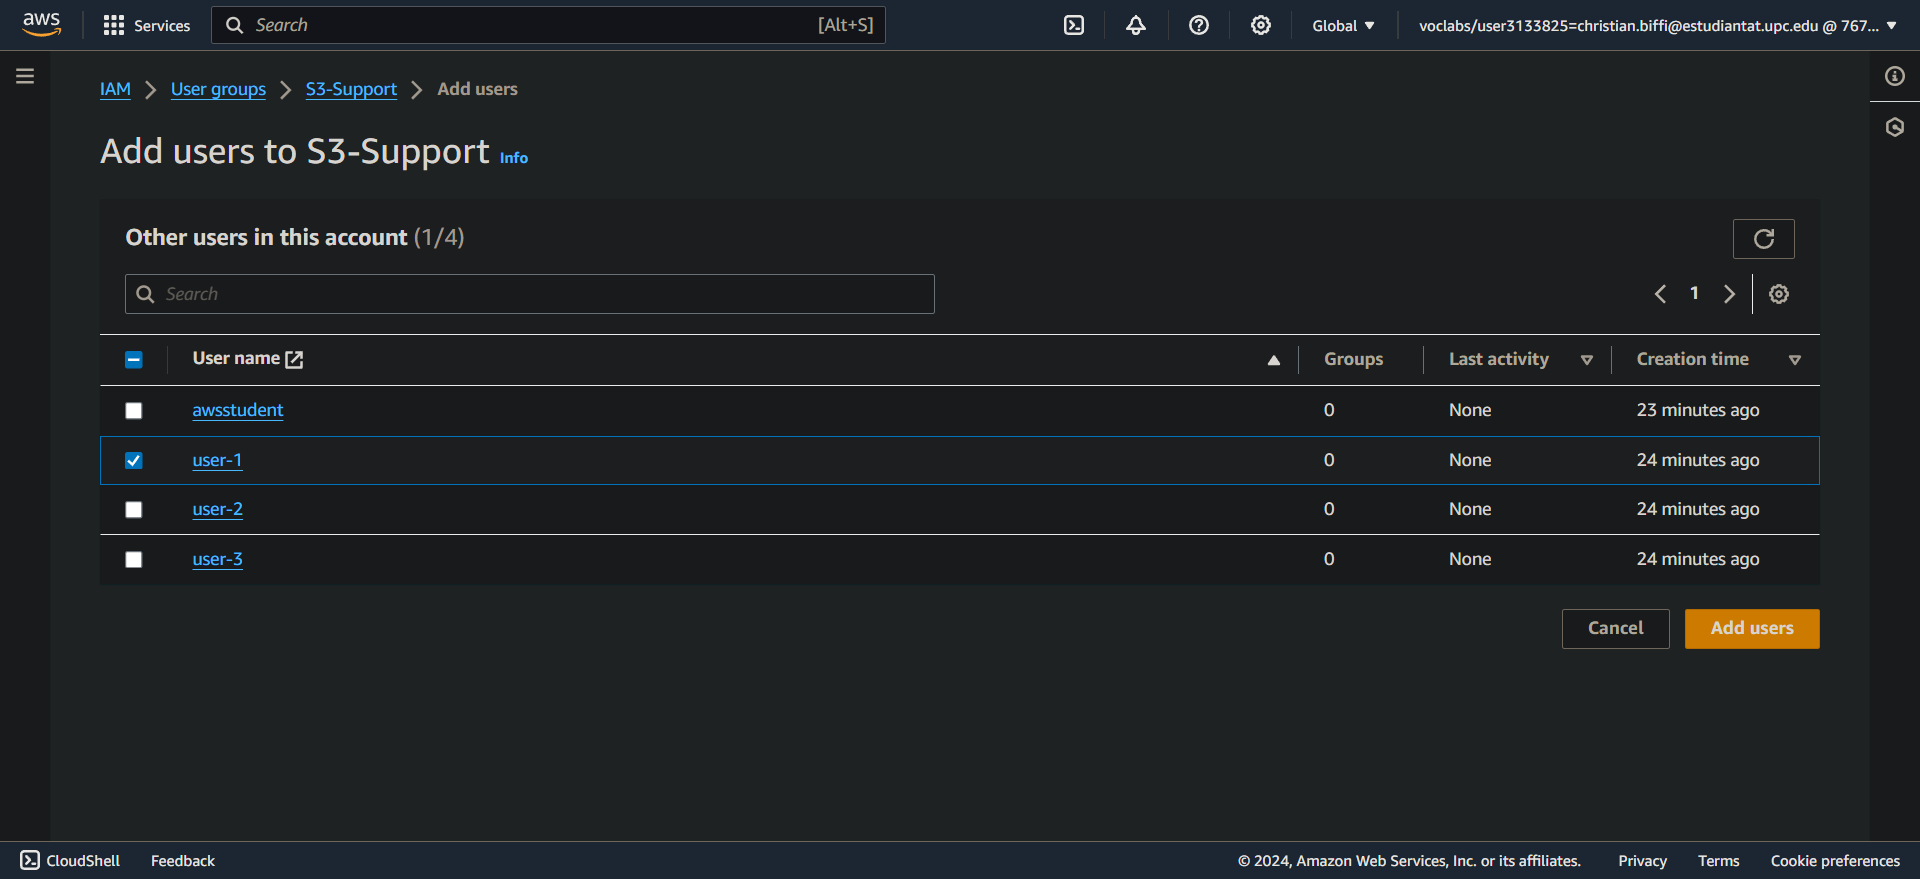 aws Services Search [Alt+S] Global voclabs/user3133825=christian.biffi@estudiantat.upc.edu @ 767...
IAM User groups S3-Support Add users
Add users to S3-Support Info
Other users in this account (1/4)
Search
1
User name Groups Last activity Creation time
awsstudent 0 None 23 minutes ago
user-1 0 None 24 minutes ago
user-2 0 None 24 minutes ago
user-3 0 None 24 minutes ago
Cancel Add users
CloudShell Feedback © 2024, Amazon Web Services, Inc. or its affiliates. Privacy Terms Cookie preferences